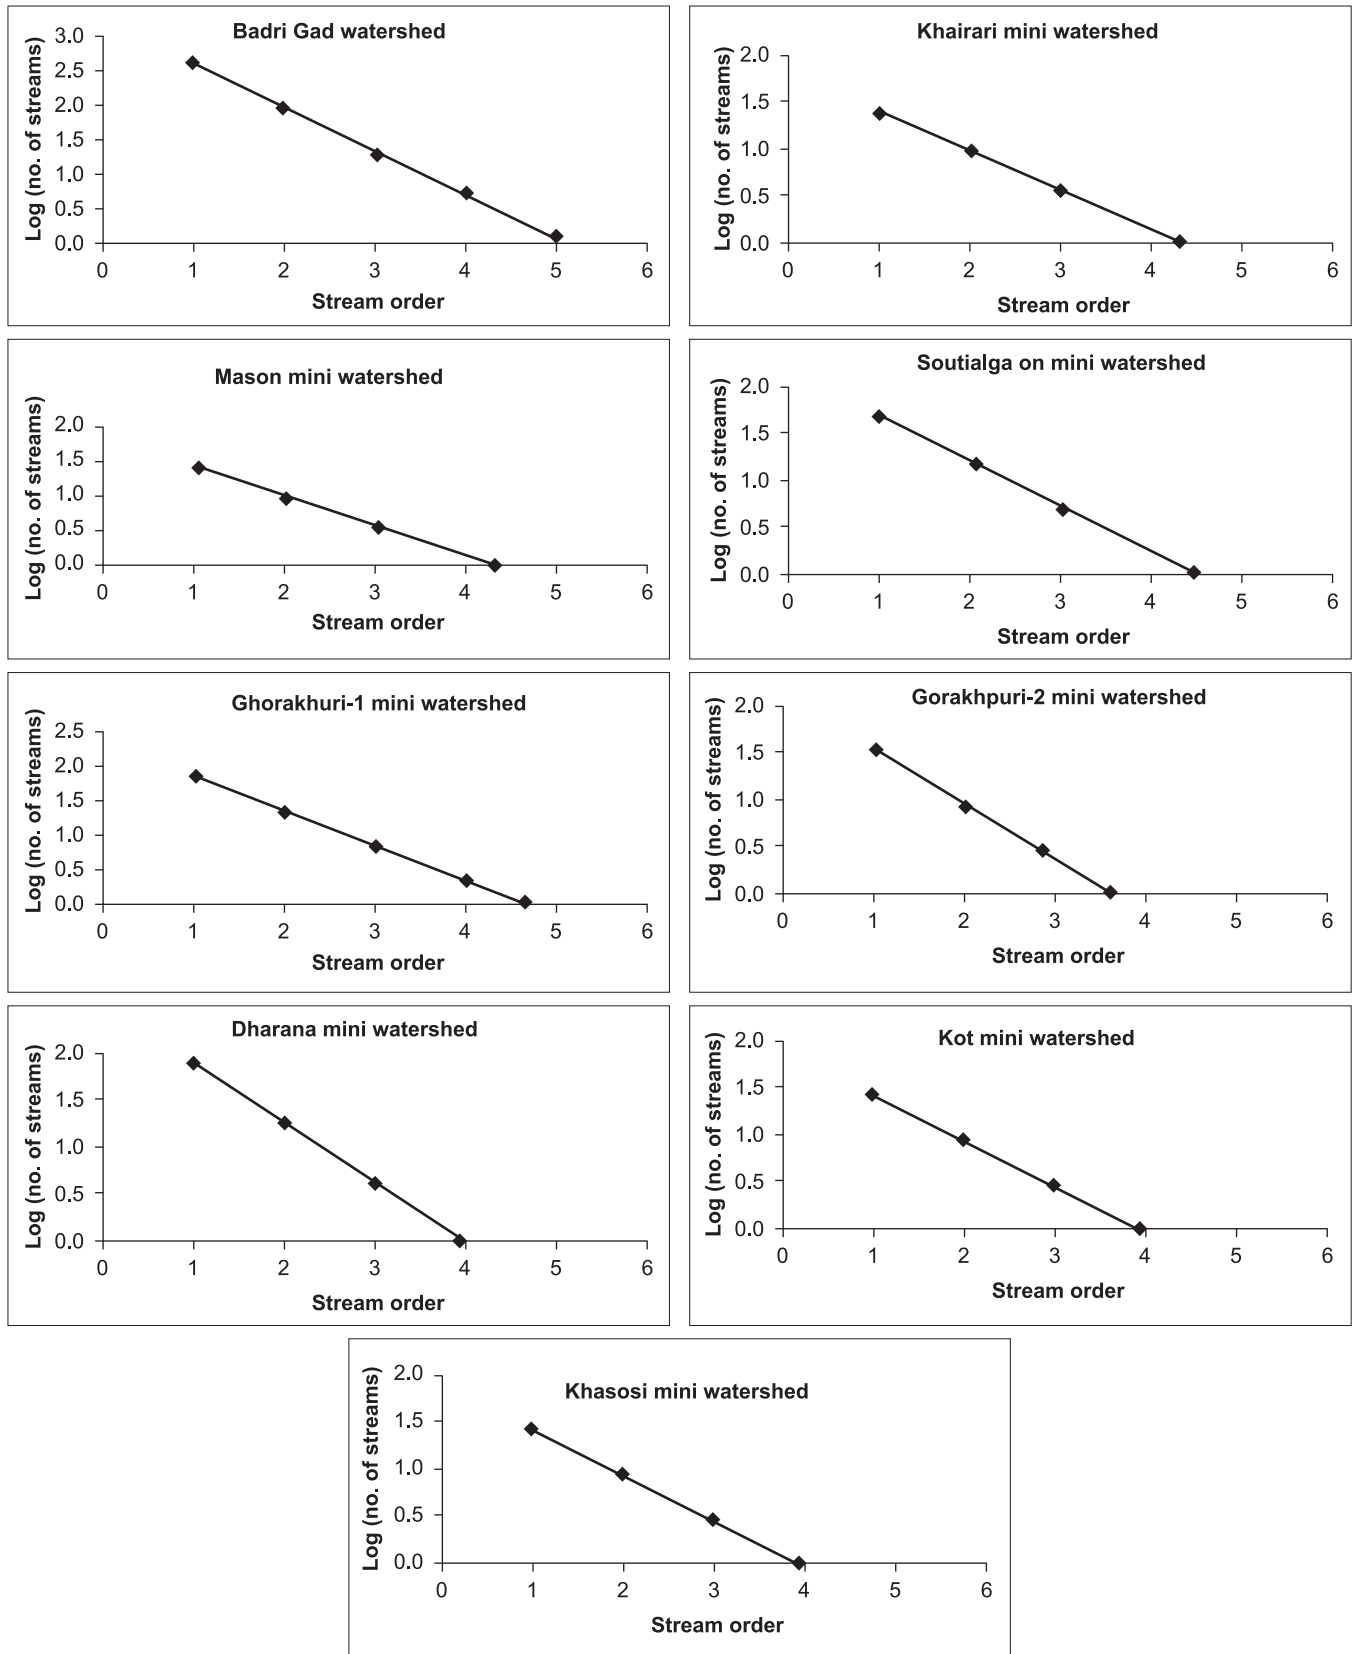 Badri Gad watershed
Log (no. of streams)
3.0
2.5
2.0
1.5
1.0
0.5
0.0
0 1 2 3 4 5 6
Stream order
Khairari mini watershed
Log (no. of streams)
2.0
1.5
1.0
0.5
0.0
0 1 2 3 4 5 6
Stream order
Mason mini watershed
Log (no. of streams)
2.0
1.5
1.0
0.5
0.0
0 1 2 3 4 5 6
Stream order
Soutialga on mini watershed
Log (no. of streams)
2.0
1.5
1.0
0.5
0.0
0 1 2 3 4 5 6
Stream order
Ghorakhuri-1 mini watershed
Log (no. of streams)
2.5
2.0
1.5
1.0
0.5
0.0
0 1 2 3 4 5 6
Stream order
Gorakhpuri-2 mini watershed
Log (no. of streams)
2.0
1.5
1.0
0.5
0.0
0 1 2 3 4 5 6
Stream order
Dharana mini watershed
Log (no. of streams)
2.0
1.5
1.0
0.5
0.0
0 1 2 3 4 5 6
Stream order
Kot mini watershed
Log (no. of streams)
2.0
1.5
1.0
0.5
0.0
0 1 2 3 4 5 6
Stream order
Khasosi mini watershed
Log (no. of streams)
2.0
1.5
1.0
0.5
0.0
0 1 2 3 4 5 6
Stream order